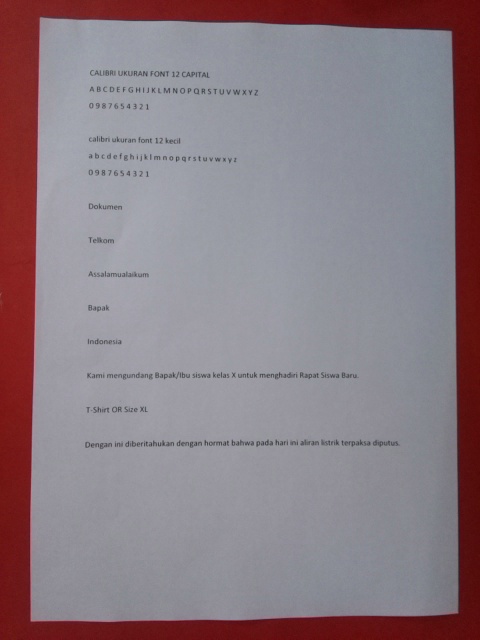 CALIBRI UKURAN FONT 12 CAPITAL
A B C D E F G H I J K L M N O P Q R S T U V W X Y Z
0 9 8 7 6 5 4 3 2 1
calibri ukuran font 12 kecil
a b c d e f g h i j k l m n o p q r s t u v w x y z
0 9 8 7 6 5 4 3 2 1
Dokumen
Telkom
Assalamualaikum
Bapak
Indonesia
Kami mengundang Bapak/Ibu siswa kelas X untuk menghadiri Rapat Siswa Baru.
T-Shirt OR Size XL
Dengan ini diberitahukan dengan hormat bahwa pada hari ini aliran listrik terpaksa diputus.